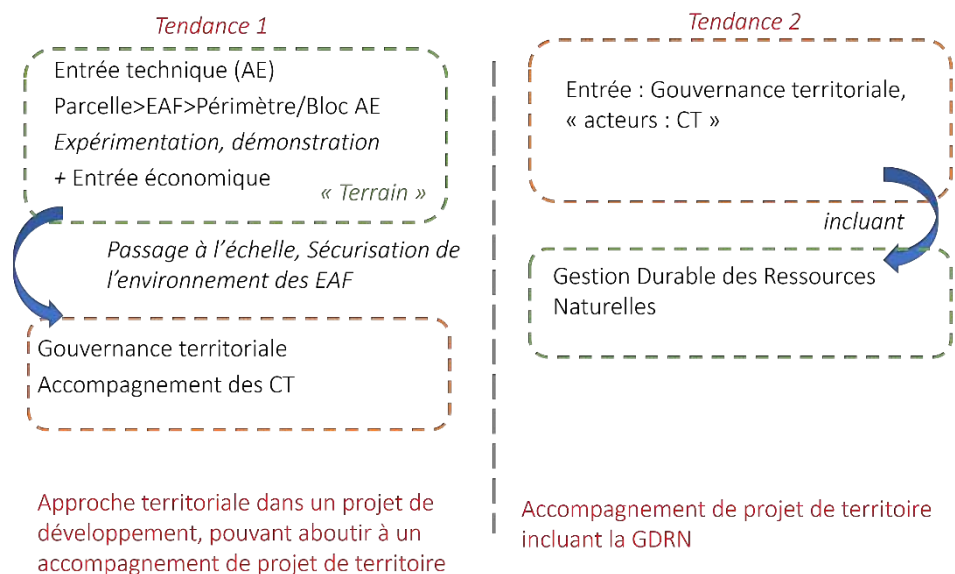 Tendance 1
Entrée technique (AE)
Parcelle>EAF>Périmètre/Bloc AE
Expérimentation, démonstration
+ Entrée économique
« Terrain »
Passage à l’échelle, Sécurisation de
l’environnement des EAF
Gouvernance territoriale
Accompagnement des CT
Approche territoriale dans un projet de
développement, pouvant aboutir à un
accompagnement de projet de territoire
Tendance 2
Entrée : Gouvernance territoriale,
« acteurs : CT »
incluant
Gestion Durable des Ressources
Naturelles
Accompagnement de projet de territoire
incluant la GDRN